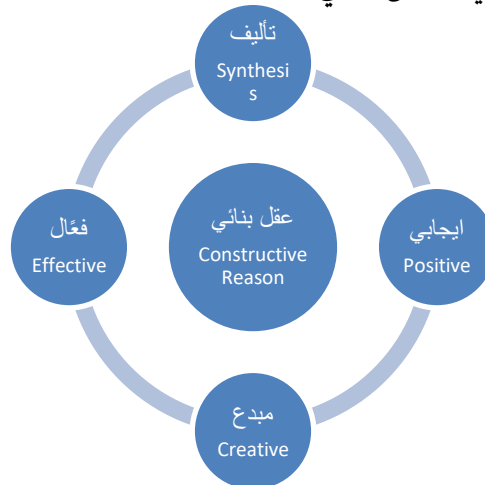 تأليف
Synthesi
s
فعّال
Effective
عقل بنائي
Constructive
Reason
ايجابي
Positive
مبدع
Creative